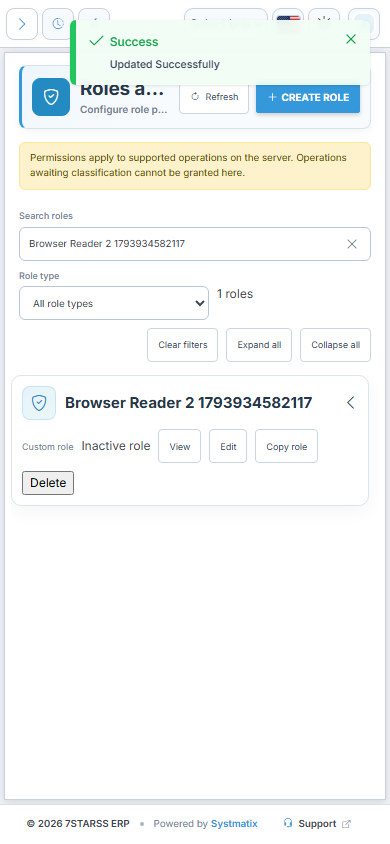 Success
Updated Successfully
Roles a...
Configure role p...
Refresh
+ CREATE ROLE
Permissions apply to supported operations on the server. Operations
awaiting classification cannot be granted here.
Search roles
Browser Reader 2 1793934582117
Role type
All role types
1 roles
Clear filters
Expand all
Collapse all
Browser Reader 2 1793934582117
Custom role
Inactive role
View
Edit
Copy role
Delete
© 2026 7STARSS ERP • Powered by Systmatix
Support